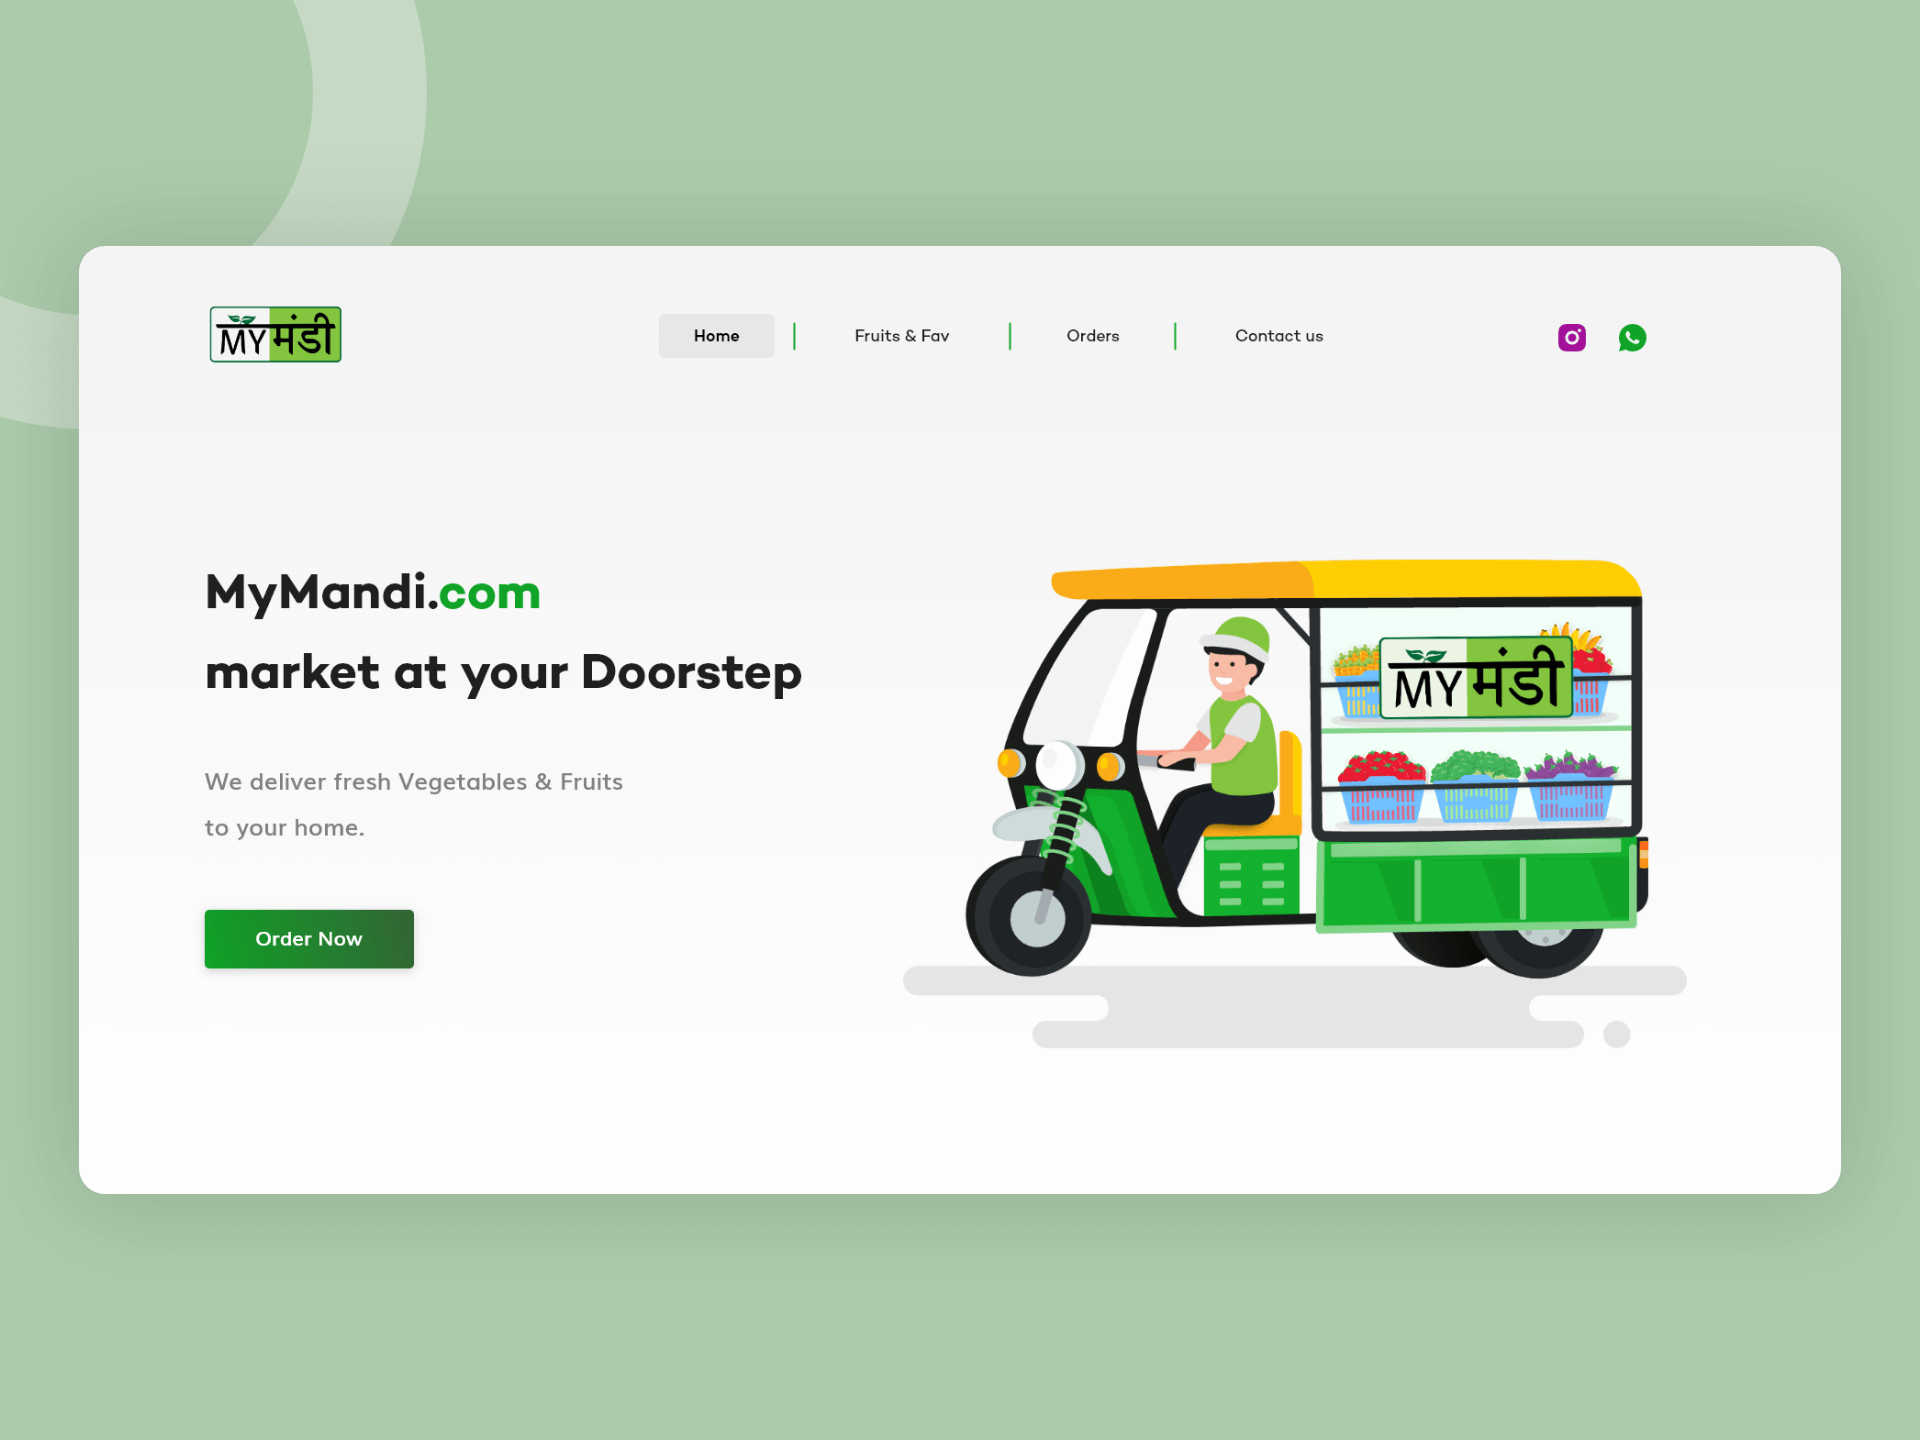 MY मंडी
Home
Fruits & Fav
Orders
Contact us
MyMandi.com
market at your Doorstep
We deliver fresh Vegetables & Fruits
to your home.
Order Now
MY मंडी